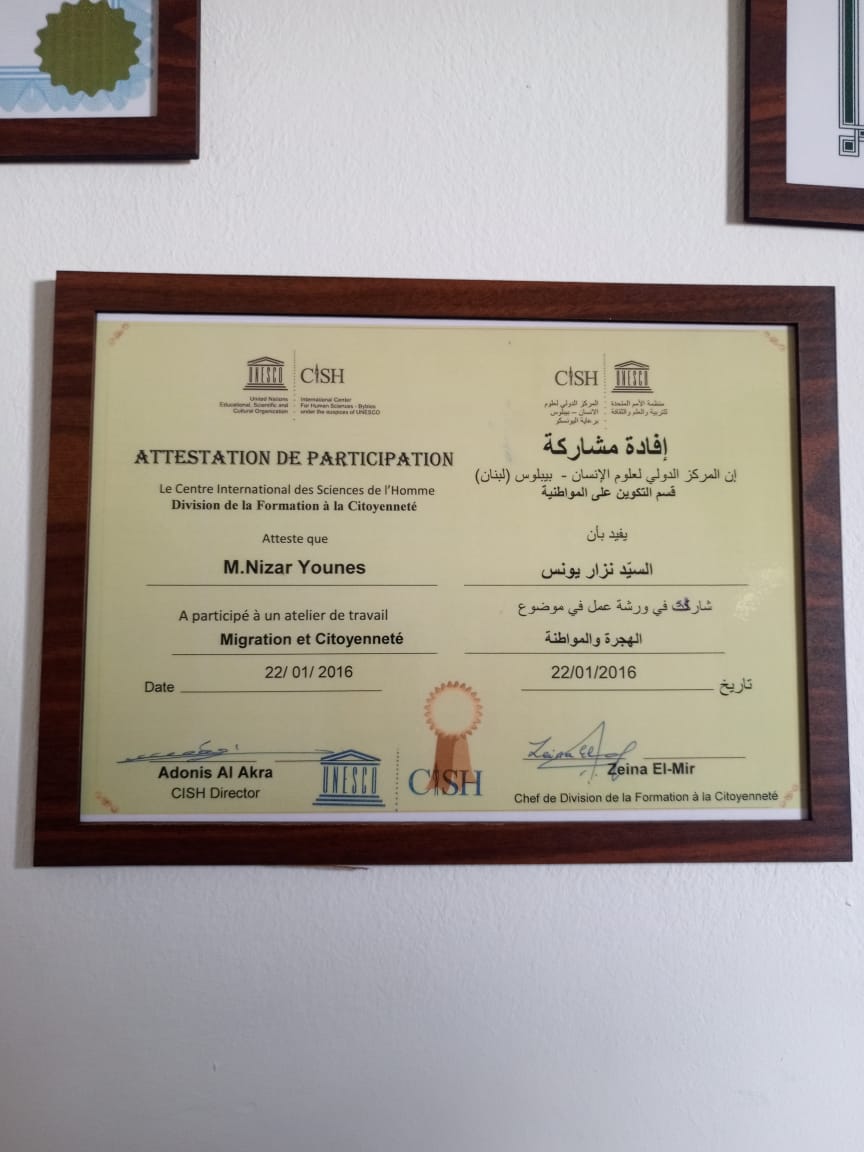 UNESCO
CISH
United Nations
Educational, Scientific and
Cultural Organization
International Center
For Human Sciences - Byblos
under the auspices of UNESCO
ATTESTATION DE PARTICIPATION
Le Centre International des Sciences de l'Homme
Division de la Formation à la Citoyenneté
Atteste que
M.Nizar Younes
A participé à un atelier de travail
Migration et Citoyenneté
22/ 01/ 2016
Date
Adonis Al Akra
CISH Director
UNESCO
CISH
CISH
UNESCO
المركز الدولي لعلوم
الانسان – بيبلوس
برعاية اليونسكو
منظمة الأمم المتحدة
للتربية والعلم والثقافة
إفادة مشاركة
إن المركز الدولي لعلوم الإنسان - بيبلوس (لبنان)
قسم التكوين على المواطنية
يفيد بأن
السيّد نزار يونس
شارك في ورشة عمل في موضوع
الهجرة والمواطنة
22/01/2016
تاريخ
Zeina El-Mir
Chef de Division de la Formation à la Citoyenneté